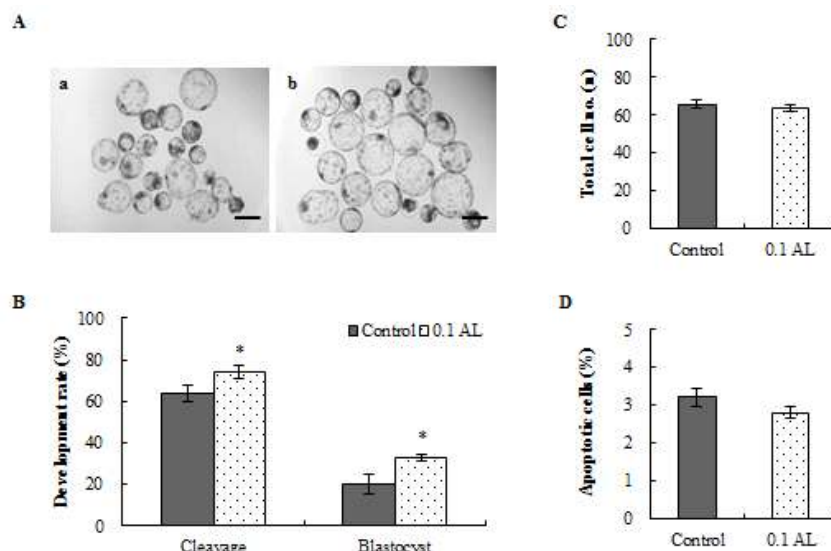 A
a
b
B
Development rate (%)
100
80
60
40
20
0
Control
0.1 AL
*
*
Cleavage
Blastocyst
C
Total cell no. (n)
100
80
60
40
20
0
Control
0.1 AL
D
Apoptotic cells (%)
5
4
3
2
1
0
Control
0.1 AL